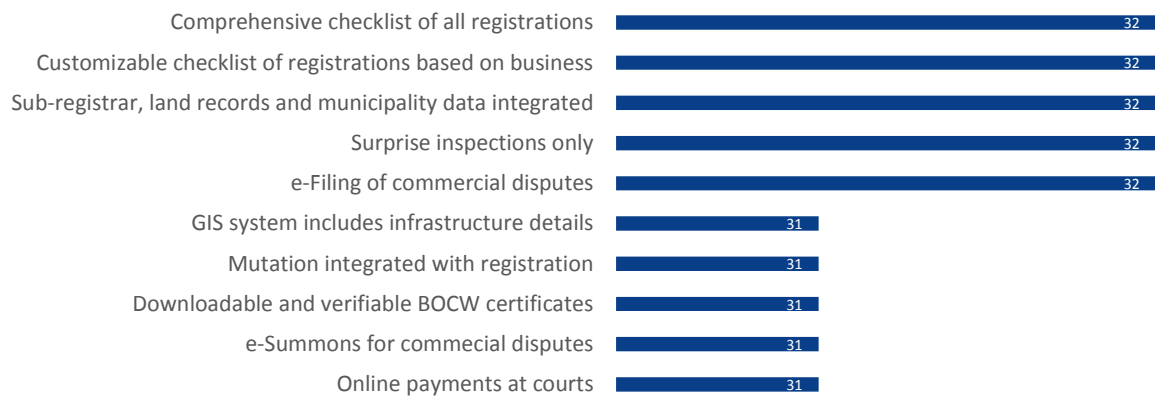 Comprehensive checklist of all registrations 32
Customizable checklist of registrations based on business 32
Sub-registrar, land records and municipality data integrated 32
Surprise inspections only 32
e-Filing of commercial disputes 32
GIS system includes infrastructure details 31
Mutation integrated with registration 31
Downloadable and verifiable BOCW certificates 31
e-Summons for commecial disputes 31
Online payments at courts 31